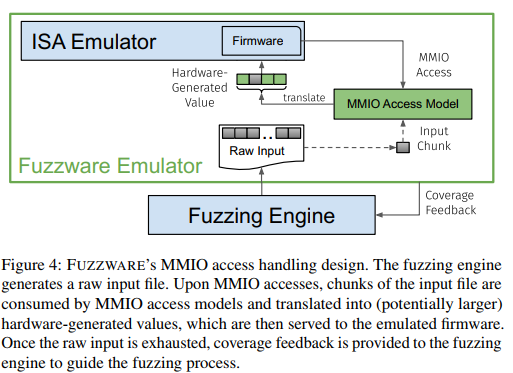 ISA Emulator
Firmware
Hardware-
Generated
Value
translate
MMIO
Access
MMIO Access Model
Raw Input
Input
Chunk
Fuzzware Emulator
Fuzzing Engine
Coverage
Feedback
Figure 4: FUZZWARE's MMIO access handling design. The fuzzing engine
generates a raw input file. Upon MMIO accesses, chunks of the input file are
consumed by MMIO access models and translated into (potentially larger)
hardware-generated values, which are then served to the emulated firmware.
Once the raw input is exhausted, coverage feedback is provided to the fuzzing
engine to guide the fuzzing process.